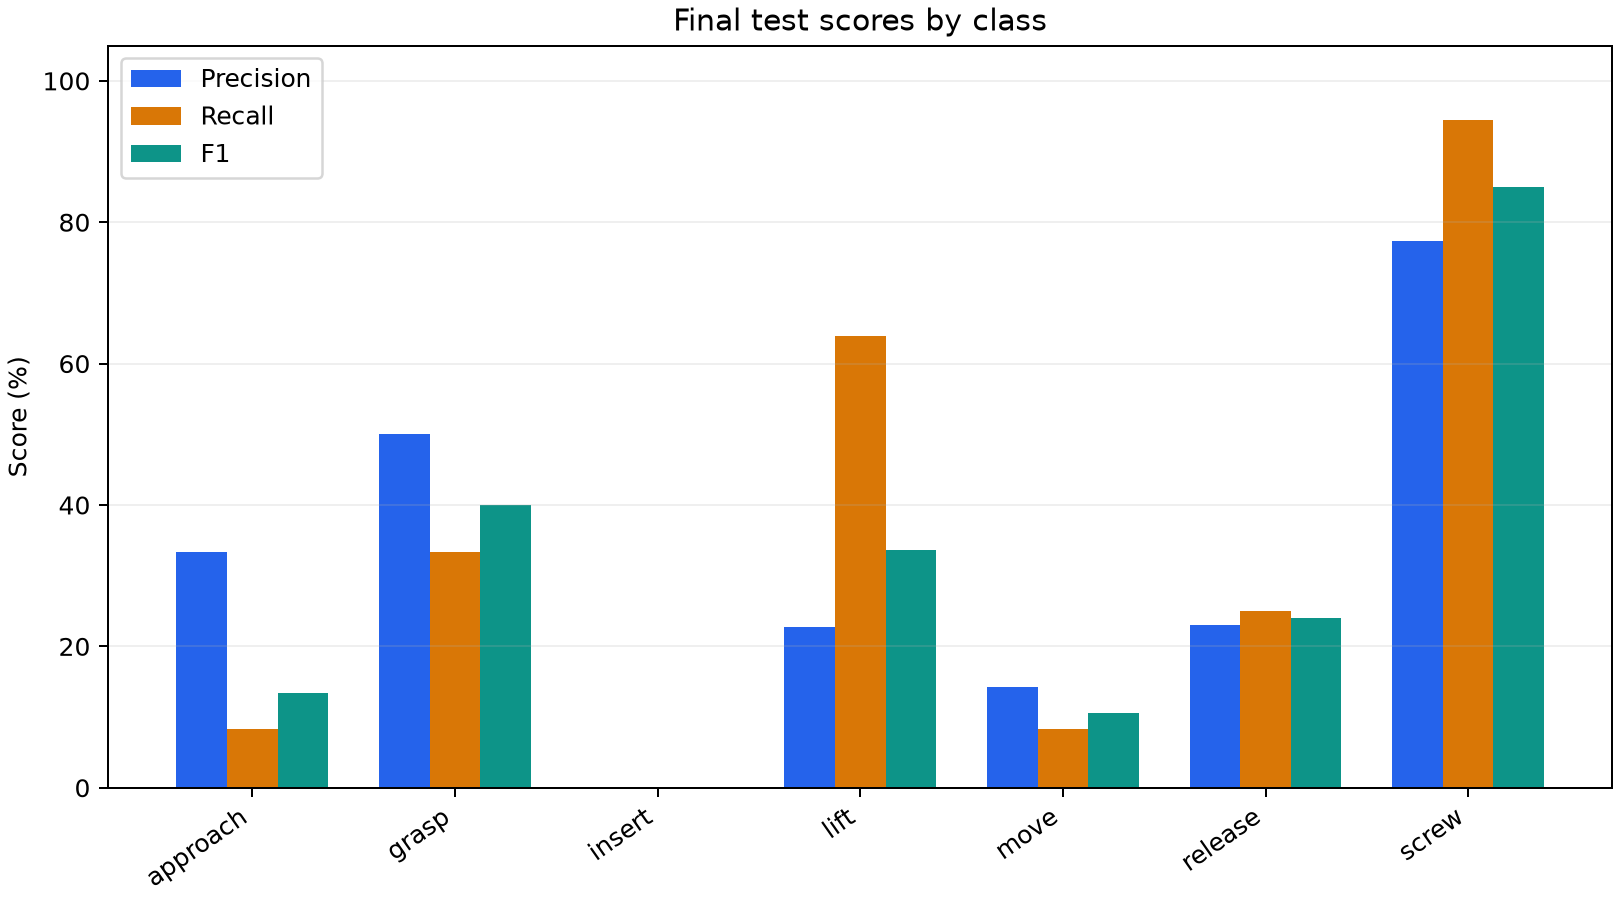 Final test scores by class
Precision
Recall
F1
Score (%)
100
80
60
40
20
0
approach
grasp
insert
lift
move
release
screw